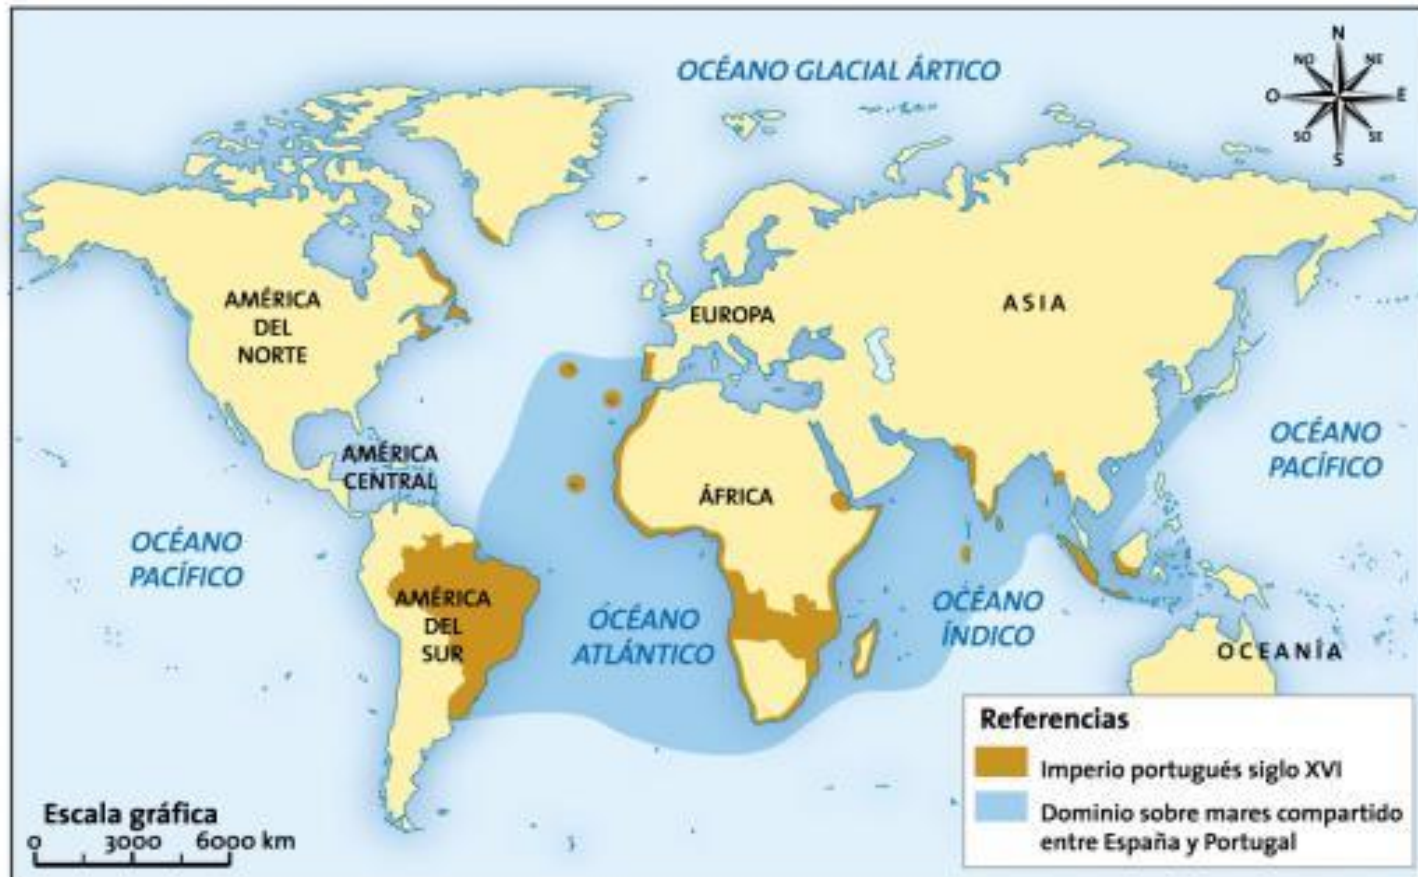 OCÉANO GLACIAL ÁRTICO
N
NO
NE
O
E
SO
SE
S
AMÉRICA
DEL
NORTE
EUROPA
ASIA
AMÉRICA
CENTRAL
ÁFRICA
OCÉANO
PACÍFICO
OCÉANO
PACÍFICO
AMÉRICA
DEL
SUR
OCÉANO
ATLÁNTICO
OCÉANO
ÍNDICO
OCEANÍA
Referencias
Imperio portugués siglo XVI
Dominio sobre mares compartido
entre España y Portugal
Escala gráfica
0 3000 6000 km